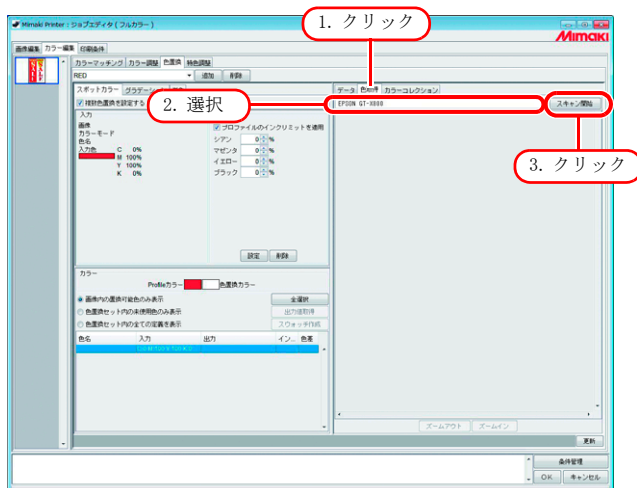 Mimaki Printer : ジョブエディタ ( フルカラー )
1. クリック
Mimaki
画像編集 カラー編集 印刷条件
カラーマッチング カラー調整 色置換 特色調整
RED 追加 削除
スポットカラー グラデーション
データ 色取得 カラーコレクション
複数色置換を設定する
2. 選択
EPSON GT-X800 スキャン開始
入力
画像
カラーモード
色名
入力色 C 0%
M 100%
Y 100%
K 0%
プロファイルのインクリミットを適用
シアン 0 %
マゼンタ 0 %
イエロー 0 %
ブラック 0 %
3. クリック
設定 削除
カラー
Profileカラー 色置換カラー
画像内の置換可能色のみ表示 全選択
色置換セット内の未使用色のみ表示 出力値取得
色置換セット内の全ての定義を表示 スウォッチ作成
色名 入力 出力 イン... 色差
ズームアウト ズームイン
更新
条件管理
OK キャンセル